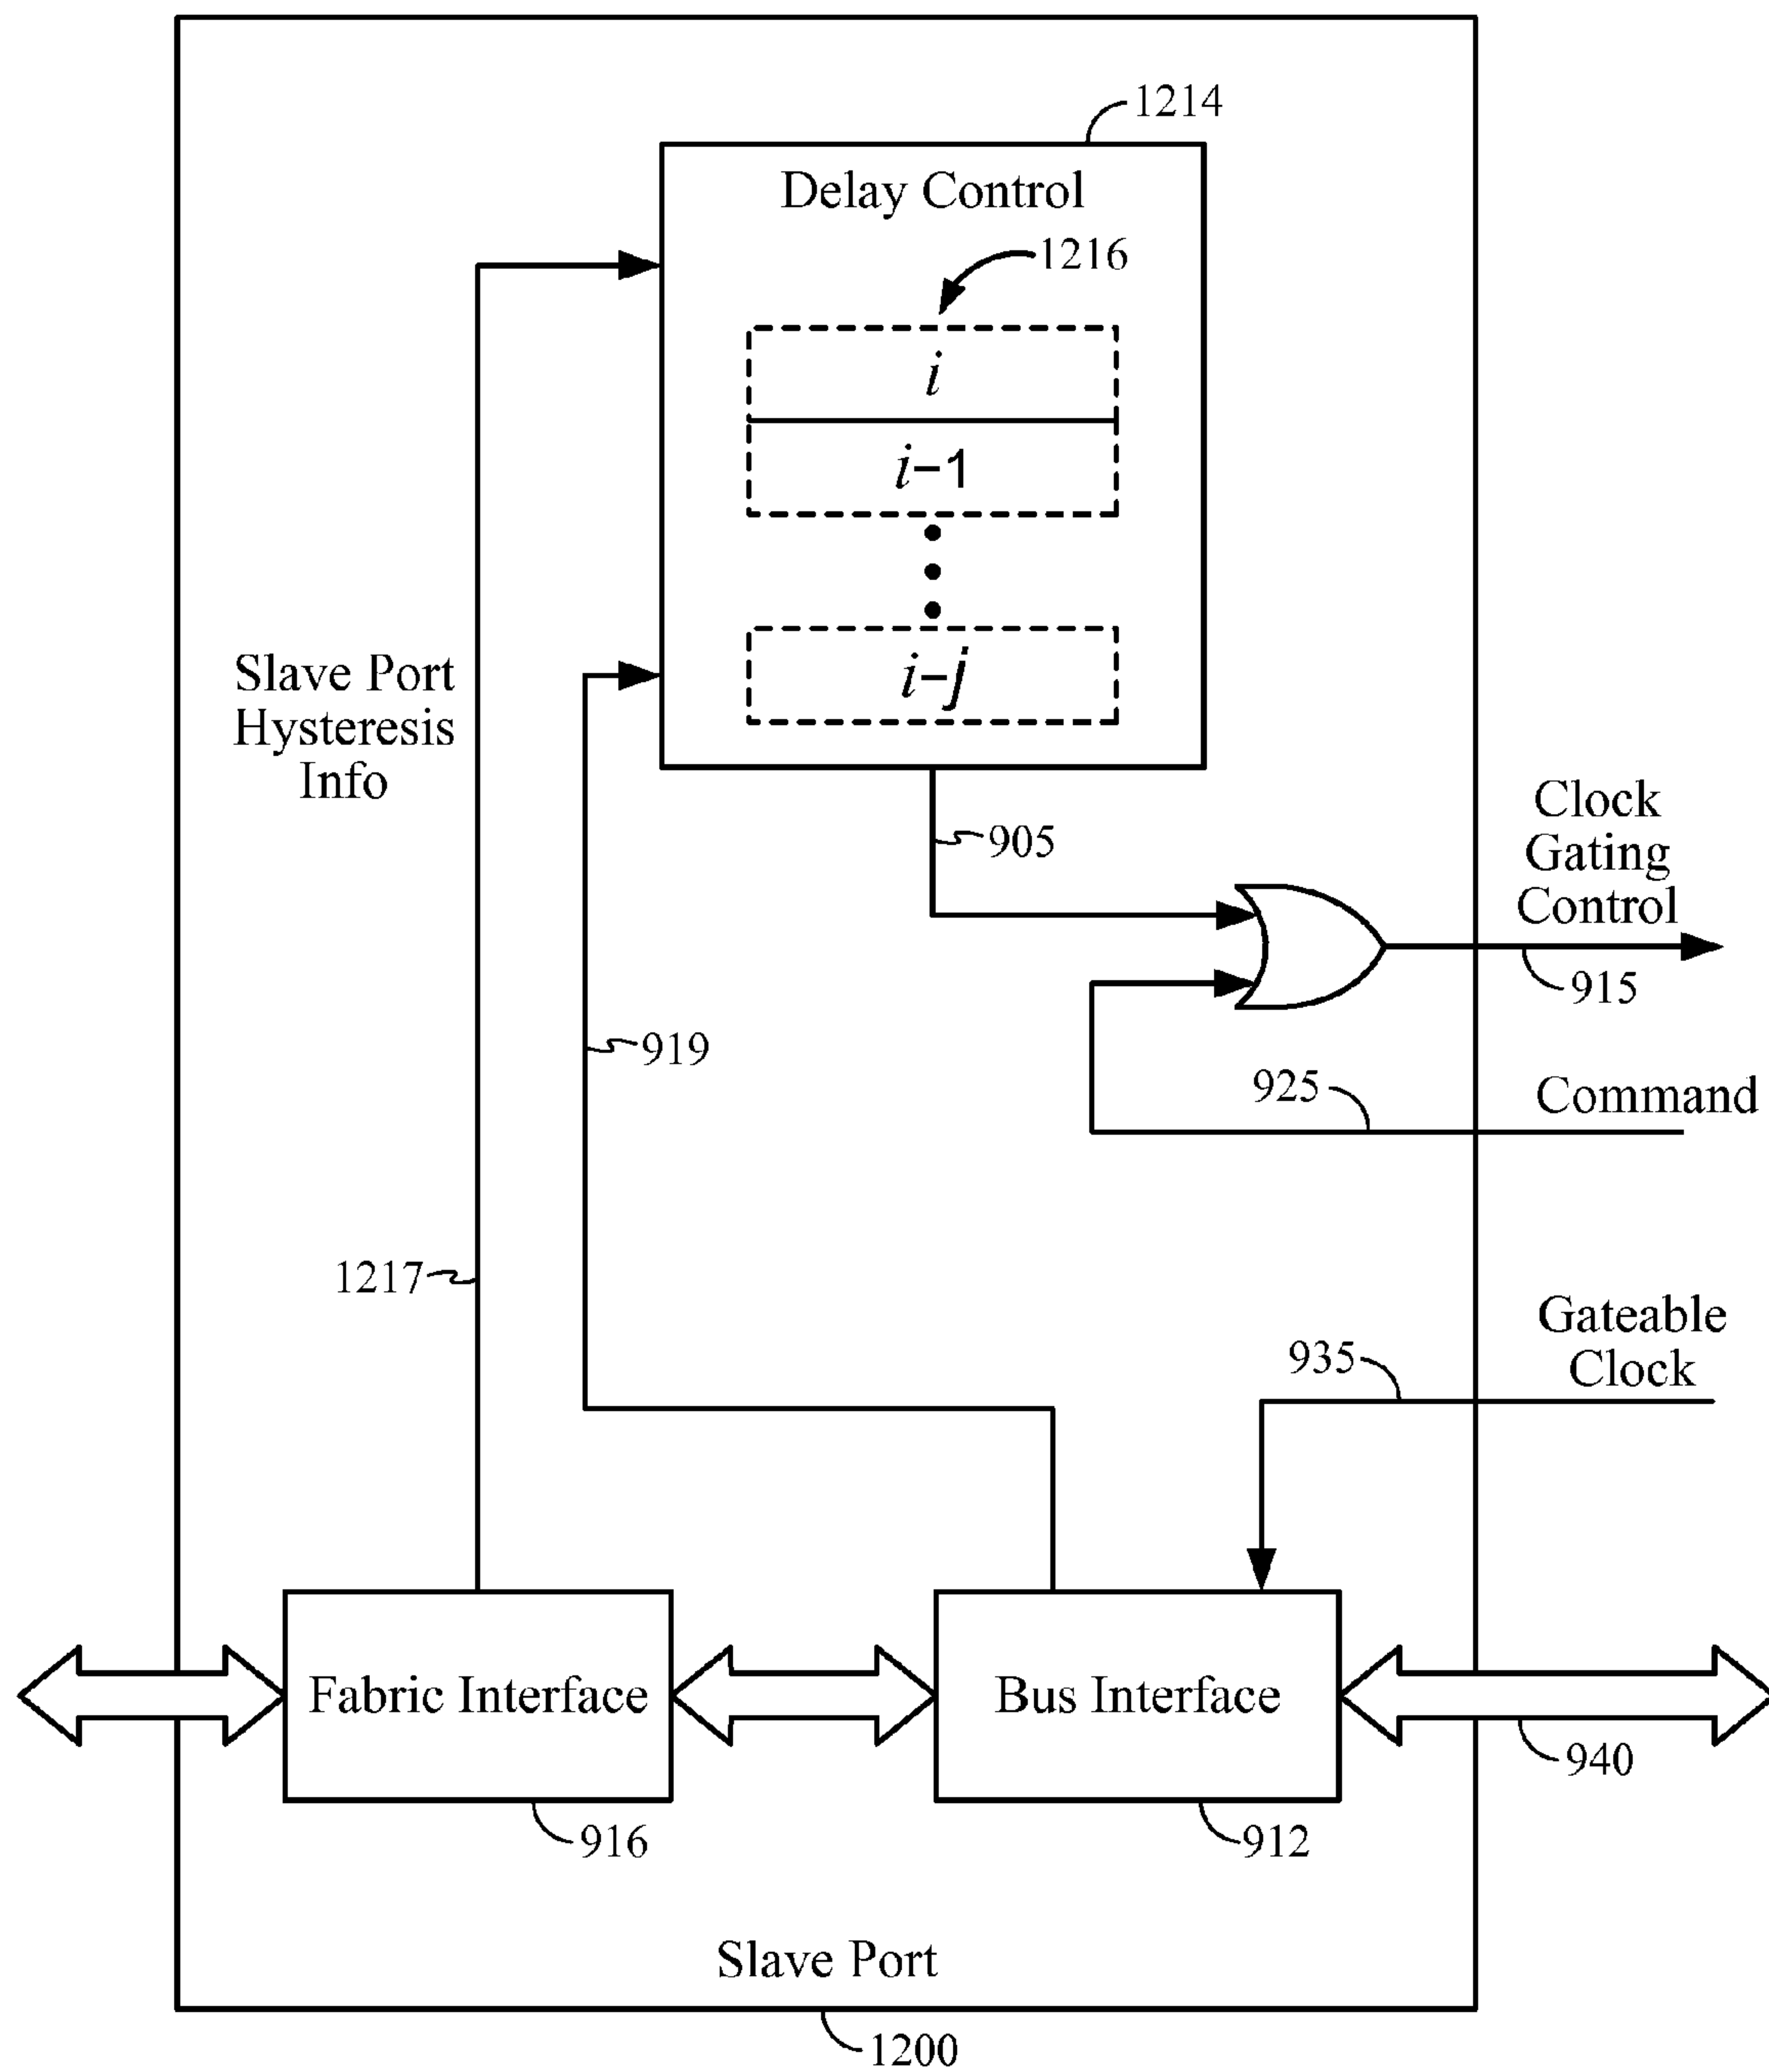 1214
Delay Control
1216
i
i–1
i–j
Slave Port
Hysteresis
Info
905
Clock
Gating
Control
915
919
925
Command
1217
Gateable
Clock
935
Fabric Interface
Bus Interface
940
916
912
Slave Port
1200